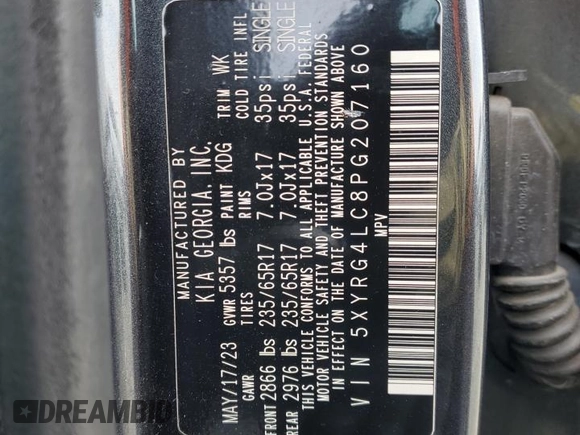 MANUFACTURED BY
KIA GEORGIA, INC.
MAY/17/23 GVWR 5357 lbs PAINT KDG TRIM WK
GAWR TIRES RIMS COLD TIRE INFL
FRONT 2866 lbs 235/65R17 7.0Jx17 35psi SINGLE
REAR 2976 lbs 235/65R17 7.0Jx17 35psi SINGLE
THIS VEHICLE CONFORMS TO ALL APPLICABLE U.S.A. FEDERAL
MOTOR VEHICLE SAFETY AND THEFT PREVENTION STANDARDS
IN EFFECT ON THE DATE OF MANUFACTURE SHOWN ABOVE
VIN 5XYRG4LC8PG207160
MPV
DREAMBID